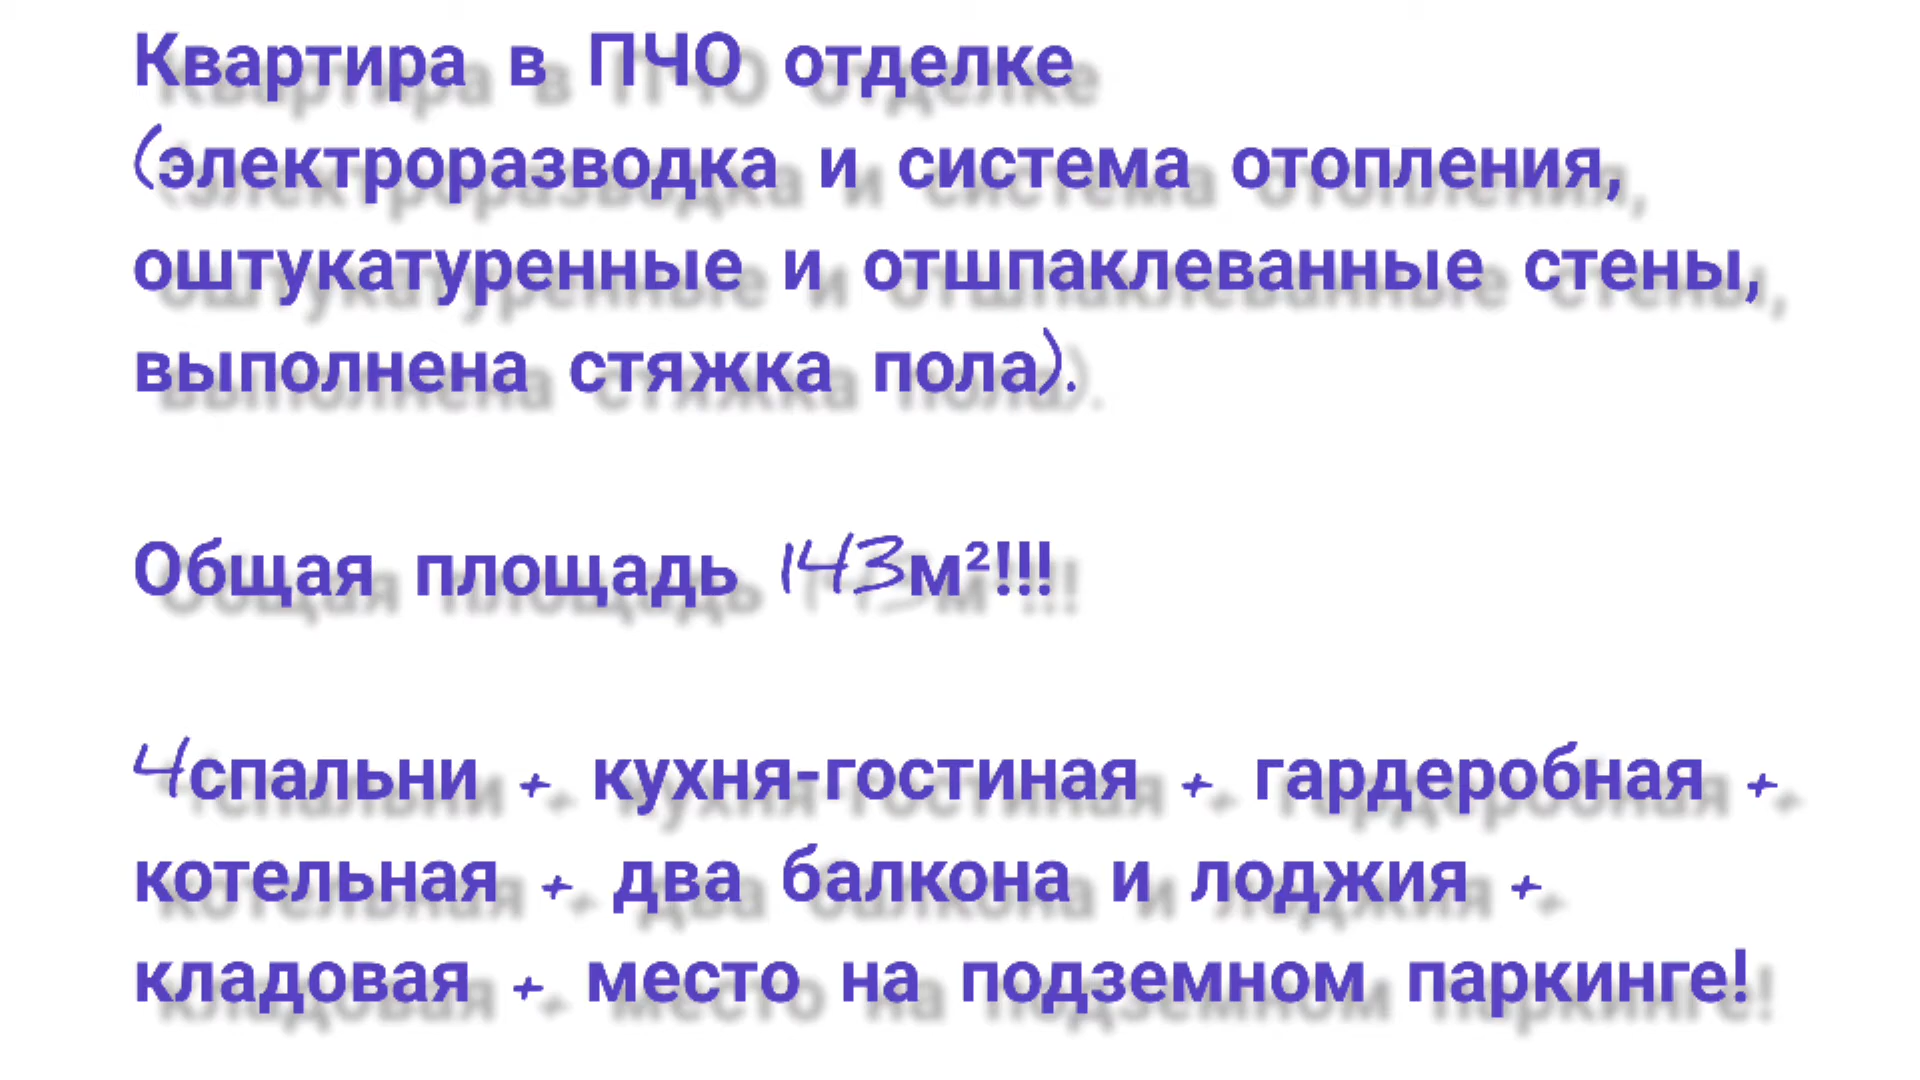 Квартира в ПЧО отделке
(электроразводка и система отопления,
оштукатуренные и отшпаклеванные стены,
выполнена стяжка пола).
Общая площадь 143м²!!!
4спальни + кухня-гостиная + гардеробная +
котельная + два балкона и лоджия +
кладовая + место на подземном паркинге!